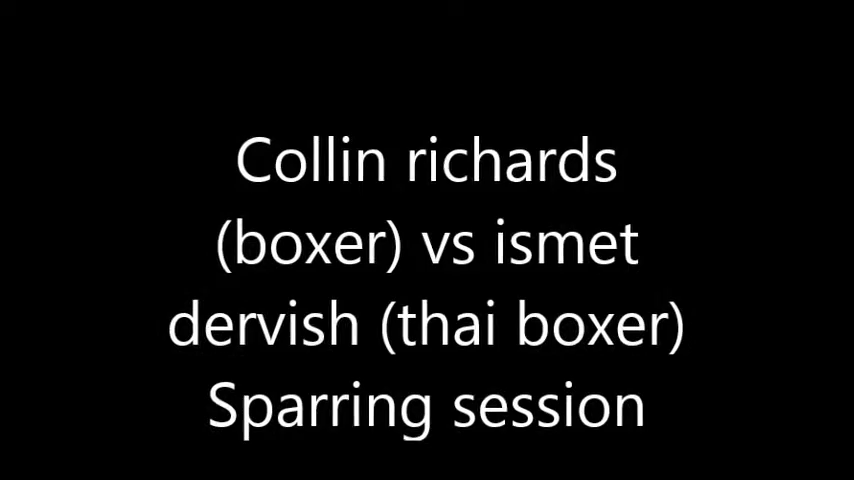 Collin richards
(boxer) vs ismet
dervish (thai boxer)
Sparring session